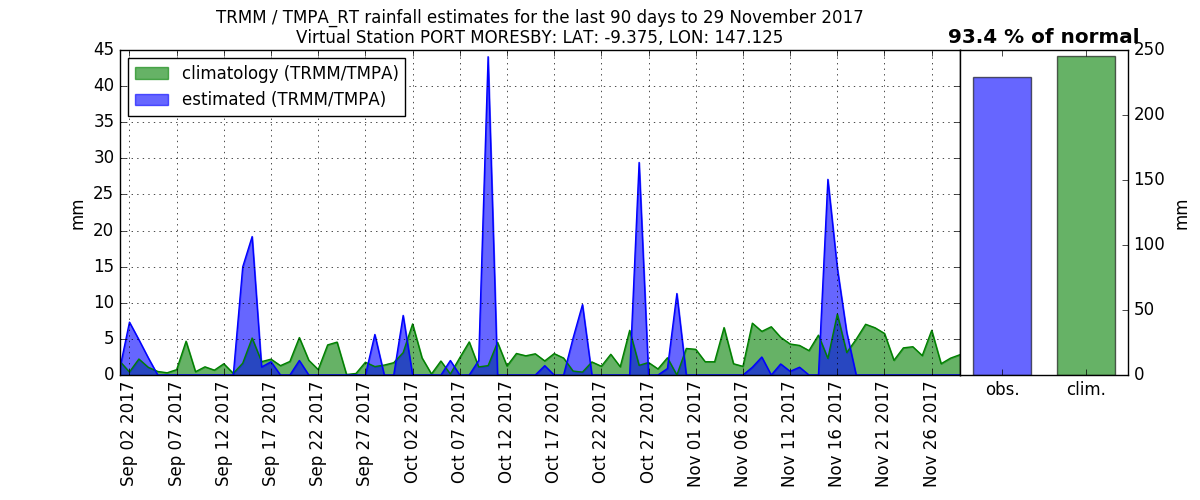 TRMM / TMPA_RT rainfall estimates for the last 90 days to 29 November 2017
Virtual Station PORT MORESBY: LAT: -9.375, LON: 147.125
93.4 % of normal
climatology (TRMM/TMPA)
estimated (TRMM/TMPA)
45
40
35
30
25
20
15
10
5
0
mm
Sep 02 2017
Sep 07 2017
Sep 12 2017
Sep 17 2017
Sep 22 2017
Sep 27 2017
Oct 02 2017
Oct 07 2017
Oct 12 2017
Oct 17 2017
Oct 22 2017
Oct 27 2017
Nov 01 2017
Nov 06 2017
Nov 11 2017
Nov 16 2017
Nov 21 2017
Nov 26 2017
obs.
clim.
250
200
150
100
50
0
mm